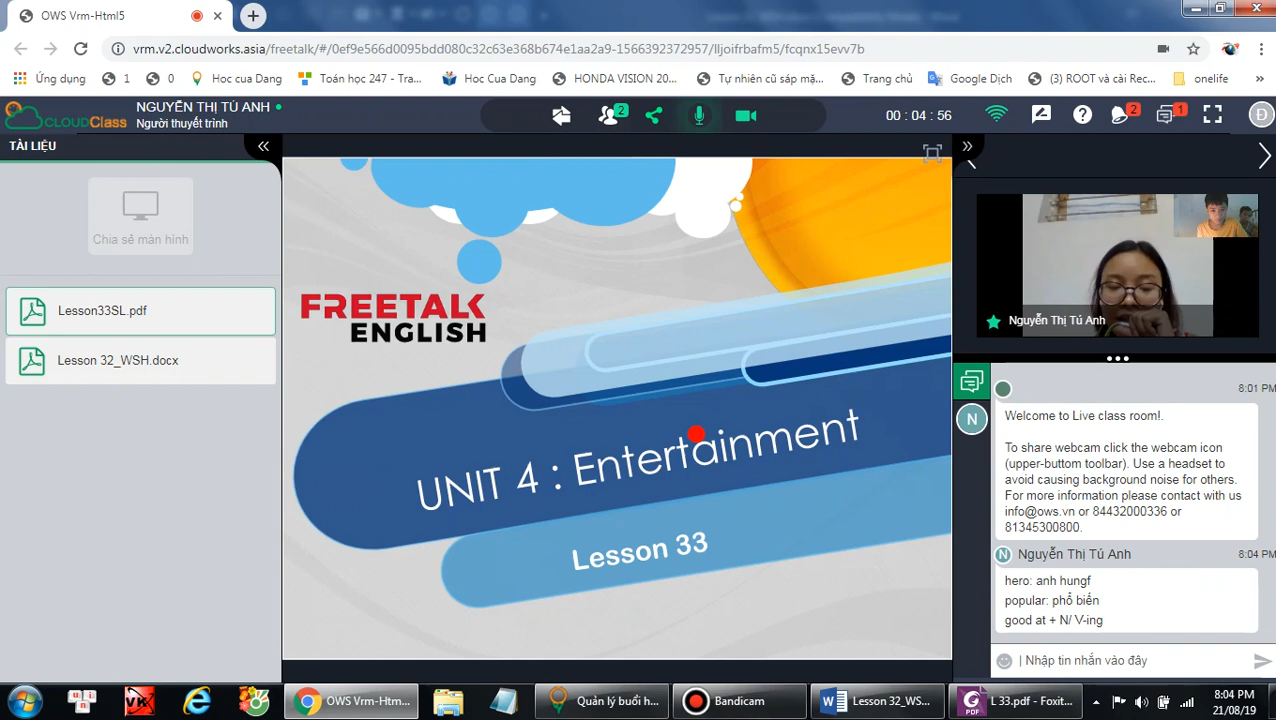 OWS Vrm-Html5
vrm.v2.cloudworks.asia/freetalk/#/0ef9e566d0095bdd080c32c63e368b674e1aa2a9-1566392372957/lljoifrbafm5/fcqnx15evv7b
Ứng dụng
1
0
Hoc cua Dang
Toán học 247 - Tra...
Học Cua Dang
HONDA VISION 20...
Tự nhiên cũ sáp mặ...
Trang chủ
Google Dịch
(3) ROOT và cài Rec...
onelife
CLOUDClass
NGUYỄN THỊ TÚ ANH
Người thuyết trình
2
00 : 04 : 56
2
1
Đ
TÀI LIỆU
Chia sẻ màn hình
Lesson33SL.pdf
Lesson 32_WSH.docx
FREETALK
ENGLISH
UNIT 4 : Entertainment
Lesson 33
Nguyễn Thị Tú Anh
8:01 PM
N
Welcome to Live class room!.
To share webcam click the webcam icon
(upper-buttom toolbar). Use a headset to
avoid causing background noise for others.
For more information please contact with us
info@ows.vn or 84432000336 or
81345300800.
N
Nguyễn Thị Tú Anh
8:04 PM
hero: anh hungf
popular: phổ biến
good at + N/ V-ing
Nhập tin nhắn vào đây
OWS Vrm-Htm...
Quản lý buổi h...
Bandicam
Lesson 32_WS...
L 33.pdf - Foxit...
8:04 PM
21/08/19